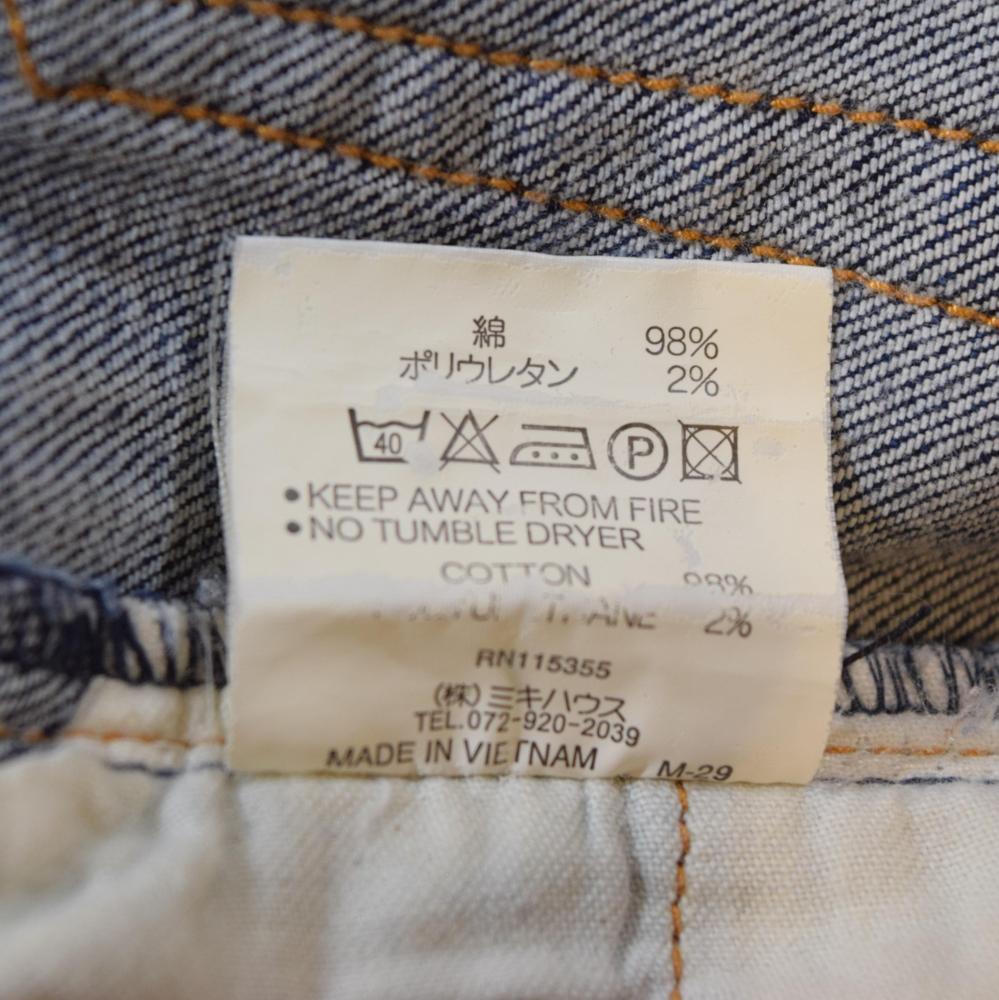 綿 98%
ポリウレタン 2%
40 P
•KEEP AWAY FROM FIRE
•NO TUMBLE DRYER
COTTON 98%
2%
RN115355
(株)ミキハウス
TEL.072-920-2039
MADE IN VIETNAM M-29